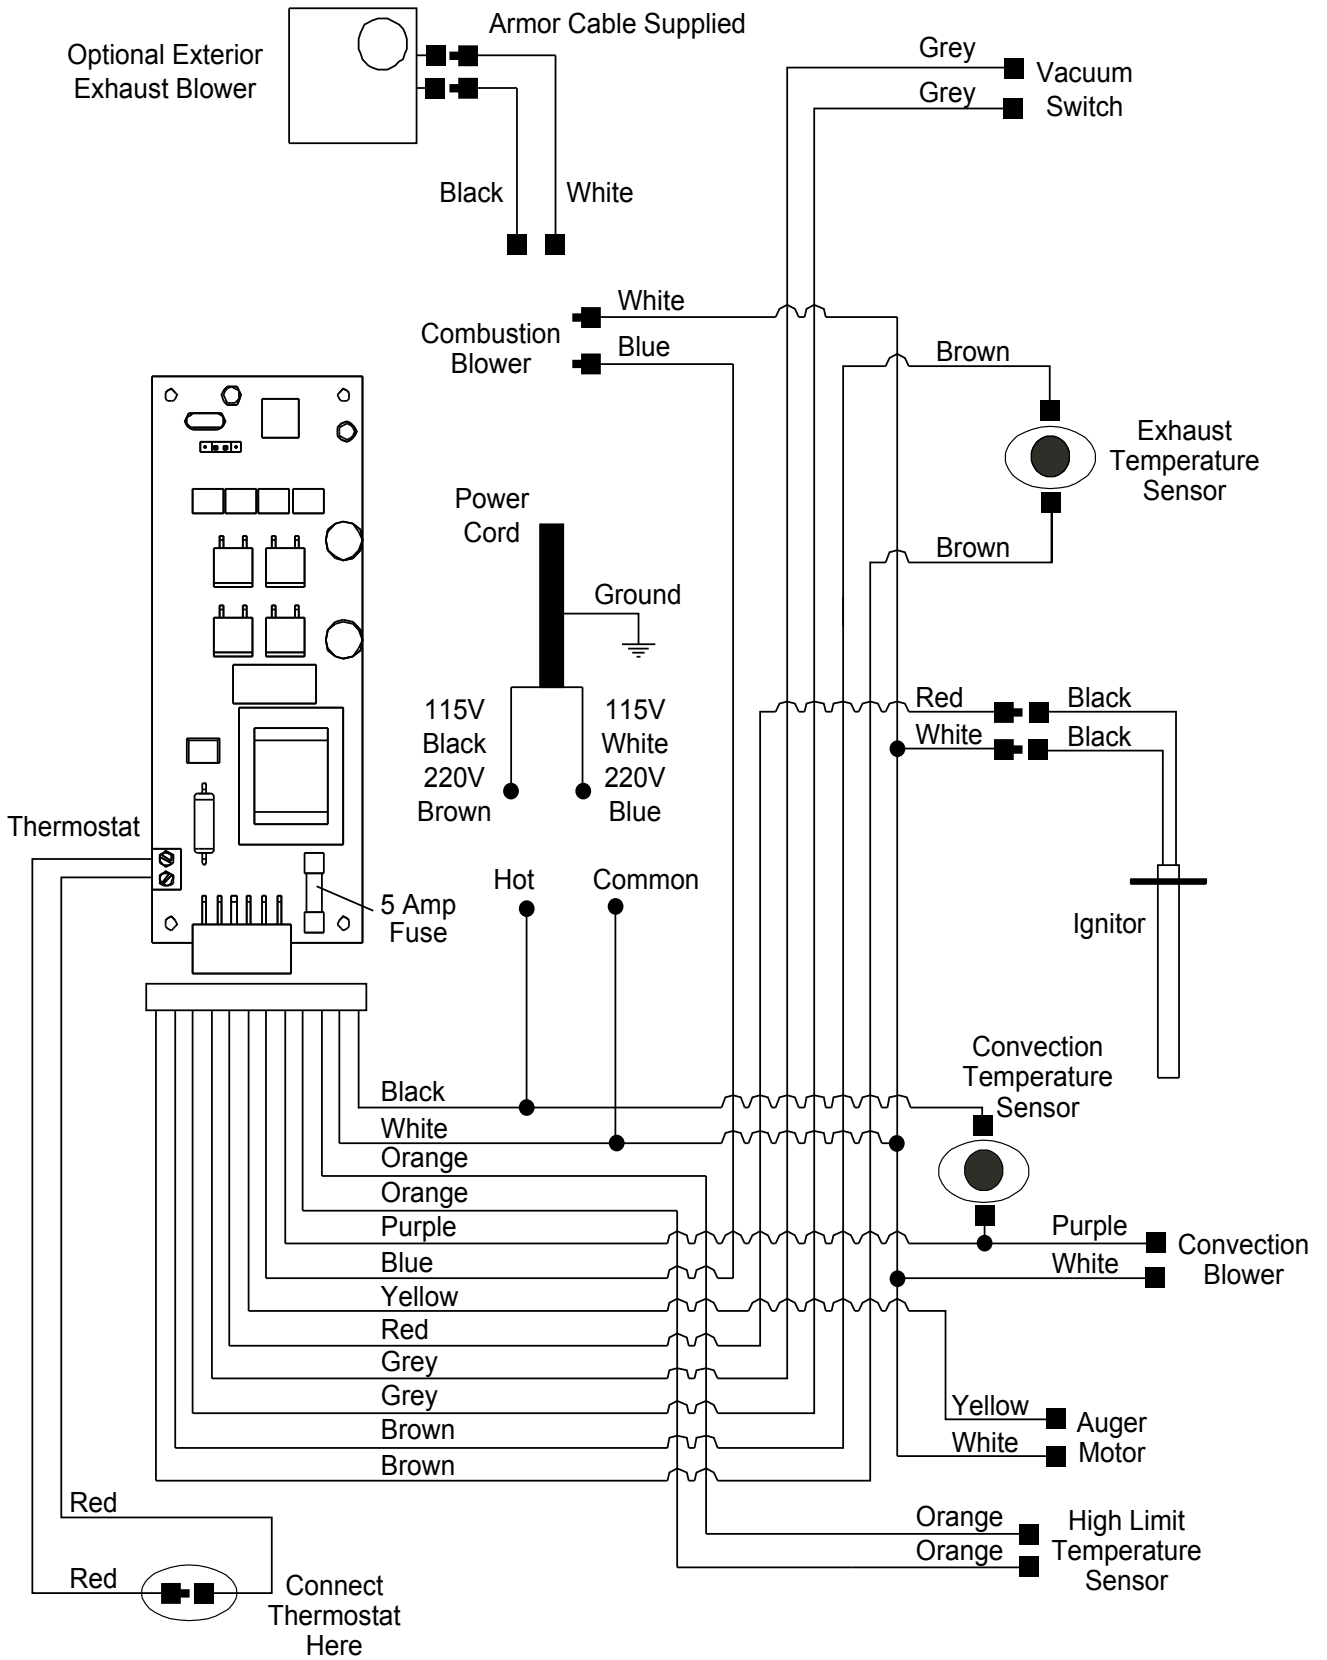 Armor Cable Supplied
Optional Exterior
Exhaust Blower
Grey
Vacuum
Grey
Switch
Black
White
White
Combustion
Blower
Blue
Brown
Exhaust
Temperature
Sensor
Power
Cord
Brown
Ground
115V
Black
220V
Brown
115V
White
220V
Blue
Red
Black
White
Black
Thermostat
Hot
Common
5 Amp
Fuse
Ignitor
Convection
Temperature
Sensor
Black
White
Orange
Orange
Purple
Blue
Yellow
Red
Grey
Grey
Brown
Brown
Purple
White
Convection
Blower
Yellow
White
Auger
Motor
Orange
Orange
High Limit
Temperature
Sensor
Red
Red
Connect
Thermostat
Here